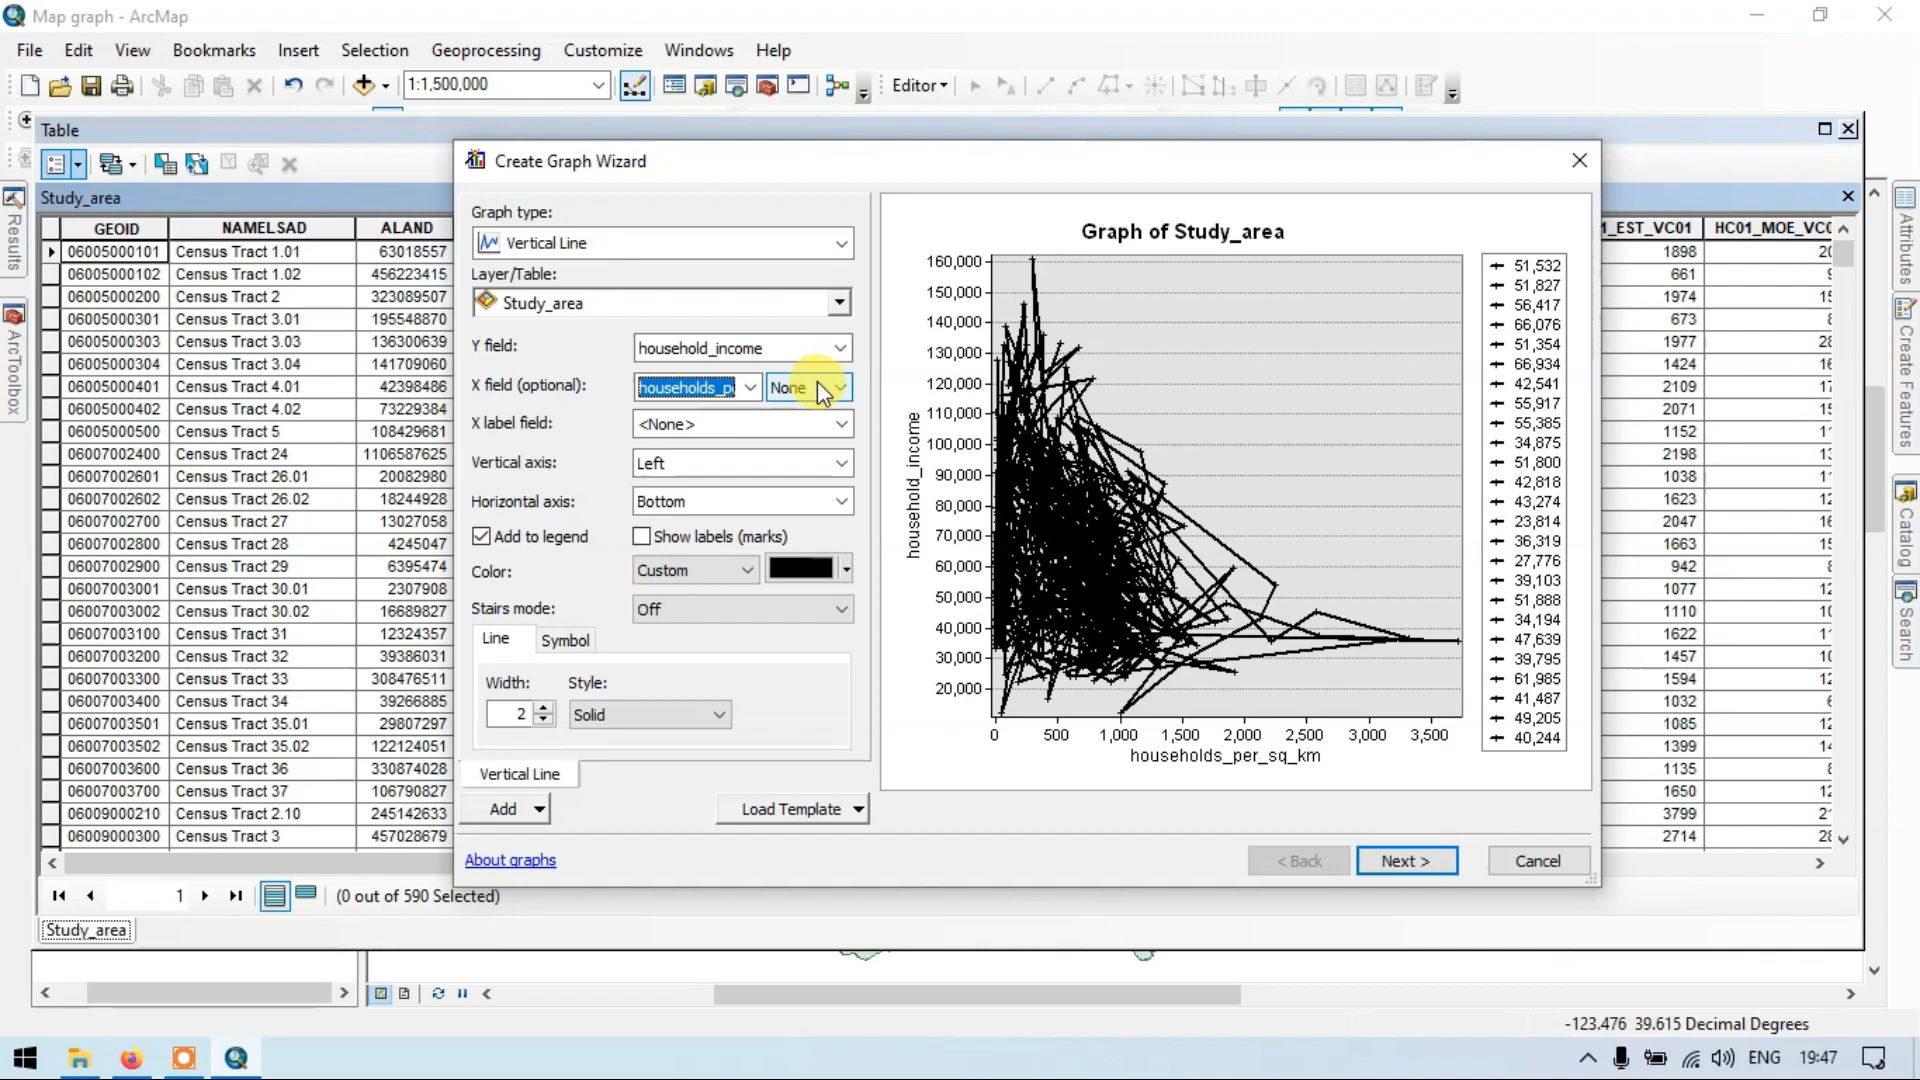 Map graph - ArcMap
File Edit View Bookmarks Insert Selection Geoprocessing Customize Windows Help
1:1,500,000 Editor
Table
Study_area
GEOID NAMELSAD ALAND
06005000101 Census Tract 1.01 63018557
06005000102 Census Tract 1.02 456223415
06005000200 Census Tract 2 323089507
06005000301 Census Tract 3.01 195548870
06005000303 Census Tract 3.03 136300639
06005000304 Census Tract 3.04 141709060
06005000401 Census Tract 4.01 42398486
06005000402 Census Tract 4.02 73229384
06005000500 Census Tract 5 108429681
06007002400 Census Tract 24 1106587625
06007002601 Census Tract 26.01 20082980
06007002602 Census Tract 26.02 18244928
06007002700 Census Tract 27 13027058
06007002800 Census Tract 28 4245047
06007002900 Census Tract 29 6395474
06007003001 Census Tract 30.01 2307908
06007003002 Census Tract 30.02 16689827
06007003100 Census Tract 31 12324357
06007003200 Census Tract 32 39386031
06007003300 Census Tract 33 308476511
06007003400 Census Tract 34 39266885
06007003501 Census Tract 35.01 29807297
06007003502 Census Tract 35.02 122124051
06007003600 Census Tract 36 330874028
06007003700 Census Tract 37 106790827
06009000210 Census Tract 2.10 245142633
06009000300 Census Tract 3 457028679
1 (0 out of 590 Selected)
Study_area
Create Graph Wizard
Graph type:
Vertical Line
Layer/Table:
Study_area
Y field: household_income
X field (optional): households_p None
X label field: <None>
Vertical axis: Left
Horizontal axis: Bottom
Add to legend Show labels (marks)
Color: Custom
Stairs mode: Off
Line Symbol
Width: Style:
2 Solid
Vertical Line
Add Load Template
About graphs
< Back Next > Cancel
Graph of Study_area
160,000
150,000
140,000
130,000
120,000
110,000
100,000
90,000
80,000
70,000
60,000
50,000
40,000
30,000
20,000
household_income
0 500 1,000 1,500 2,000 2,500 3,000 3,500
households_per_sq_km
51,532
51,827
56,417
66,076
51,354
66,934
42,541
55,917
55,385
34,875
51,800
42,818
43,274
23,814
36,319
27,776
39,103
51,888
34,194
47,639
39,795
61,985
41,487
49,205
40,244
1_EST_VC01 HC01_MOE_VC0
1898
661
1974
673
1977
1424
2109
2071
1152
2198
1038
1623
2047
1663
942
1077
1110
1622
1457
1594
1032
1085
1399
1135
1650
3799
2714
Results
ArcToolbox
Attributes
Create Features
Catalog
Search
-123.476 39.615 Decimal Degrees
ENG 19:47